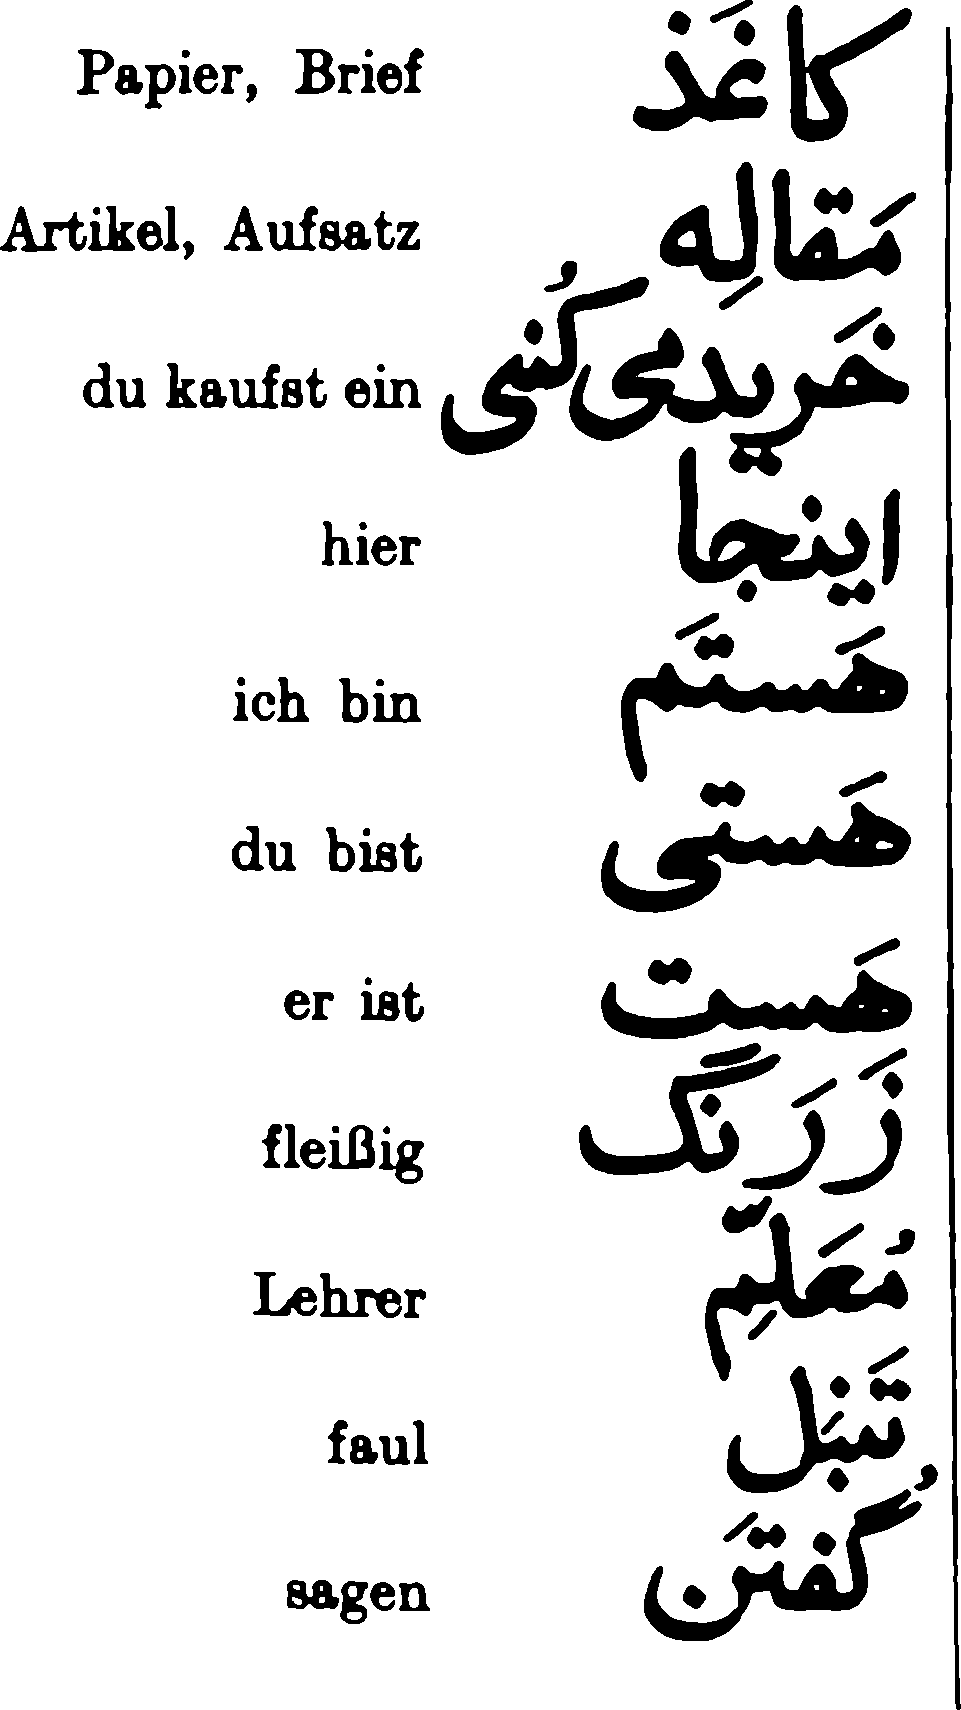 Papier, Brief کاغَذ
Artikel, Aufsatz مَقالِه
du kaufst ein خَریدی می کُنی
hier اینجا
ich bin هَستَم
du bist هَستی
er ist هَست
fleißig زَرَنگ
Lehrer مُعَلِّم
faul تَنبَل
sagen گُفتَن